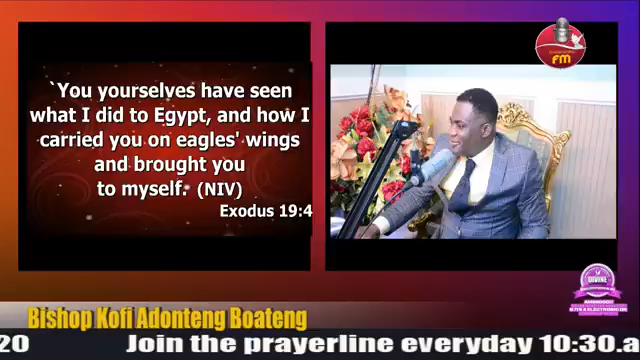 `You yourselves have seen
what I did to Egypt, and how I
carried you on eagles' wings
and brought you
to myself. (NIV)
Exodus 19:4
FM
DIVINE
Bishop Kofi Adonteng Boateng
20 Join the prayerline everyday 10:30.a